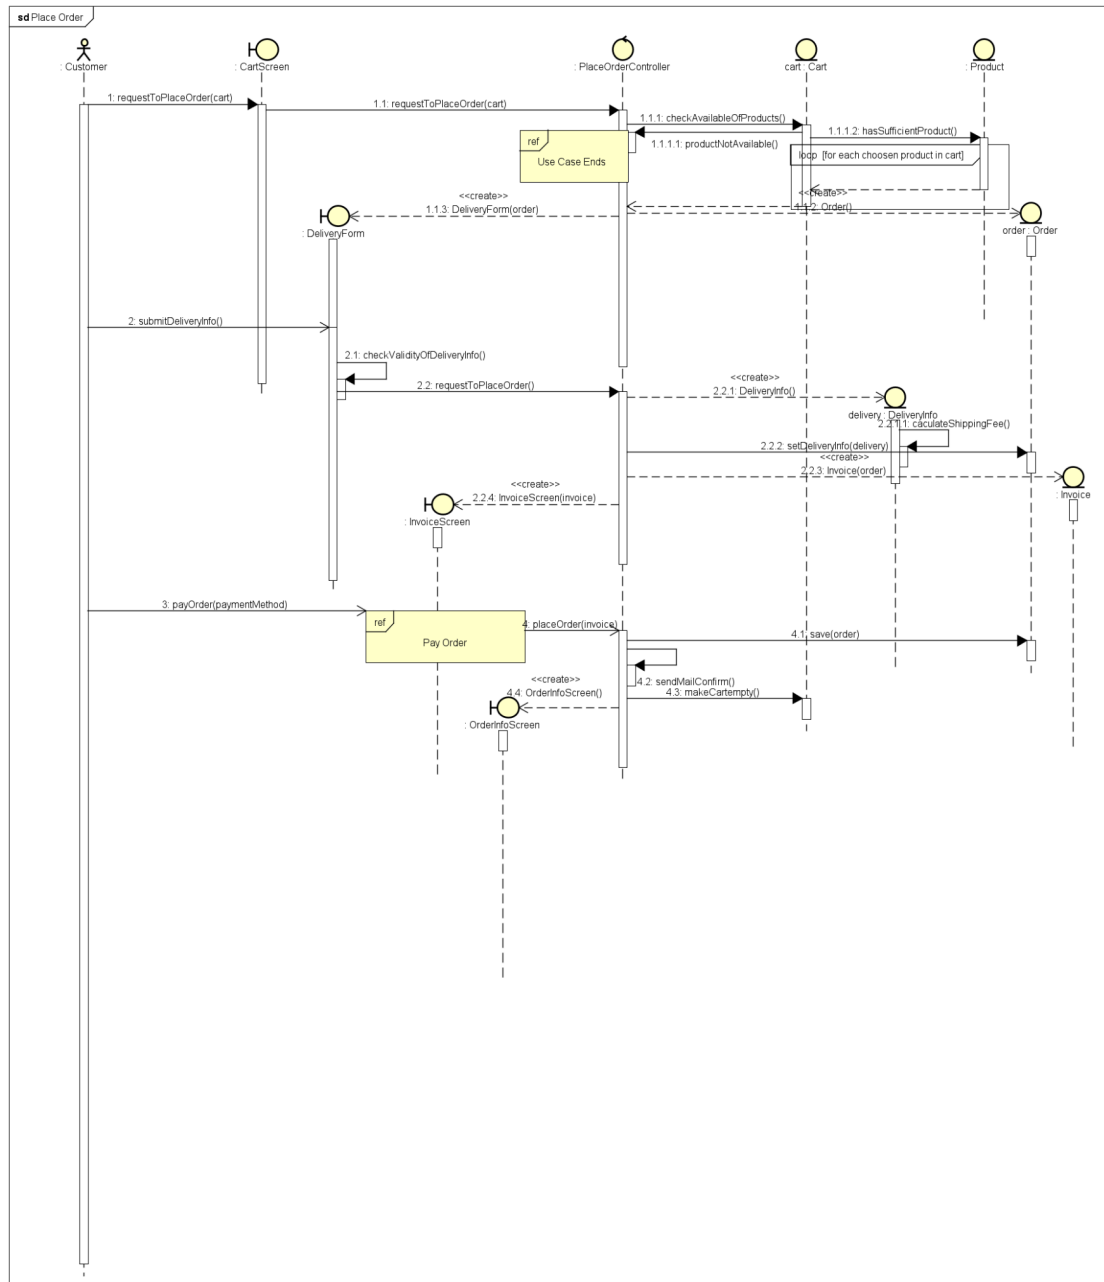 sd Place Order
: Customer
: CartScreen
: PlaceOrderController
cart : Cart
: Product
1: requestToPlaceOrder(cart)
1.1: requestToPlaceOrder(cart)
1.1.1: checkAvailableOfProducts()
1.1.1.2: hasSufficientProduct()
ref
Use Case Ends
1.1.1.1: productNotAvailable()
loop [for each choosen product in cart]
<<create>>
1.1.3: DeliveryForm(order)
<<create>>
1.1.2: Order()
: DeliveryForm
order : Order
2: submitDeliveryInfo()
2.1: checkValidityOfDeliveryInfo()
2.2: requestToPlaceOrder()
<<create>>
2.2.1: DeliveryInfo()
delivery : DeliveryInfo
2.2.1.1: caculateShippingFee()
2.2.2: setDeliveryInfo(delivery)
<<create>>
2.2.3: Invoice(order)
<<create>>
2.2.4: InvoiceScreen(invoice)
: Invoice
: InvoiceScreen
3: payOrder(paymentMethod)
ref
Pay Order
4: placeOrder(invoice)
4.1: save(order)
4.2: sendMailConfirm()
<<create>>
4.4: OrderInfoScreen()
4.3: makeCartempty()
: OrderInfoScreen